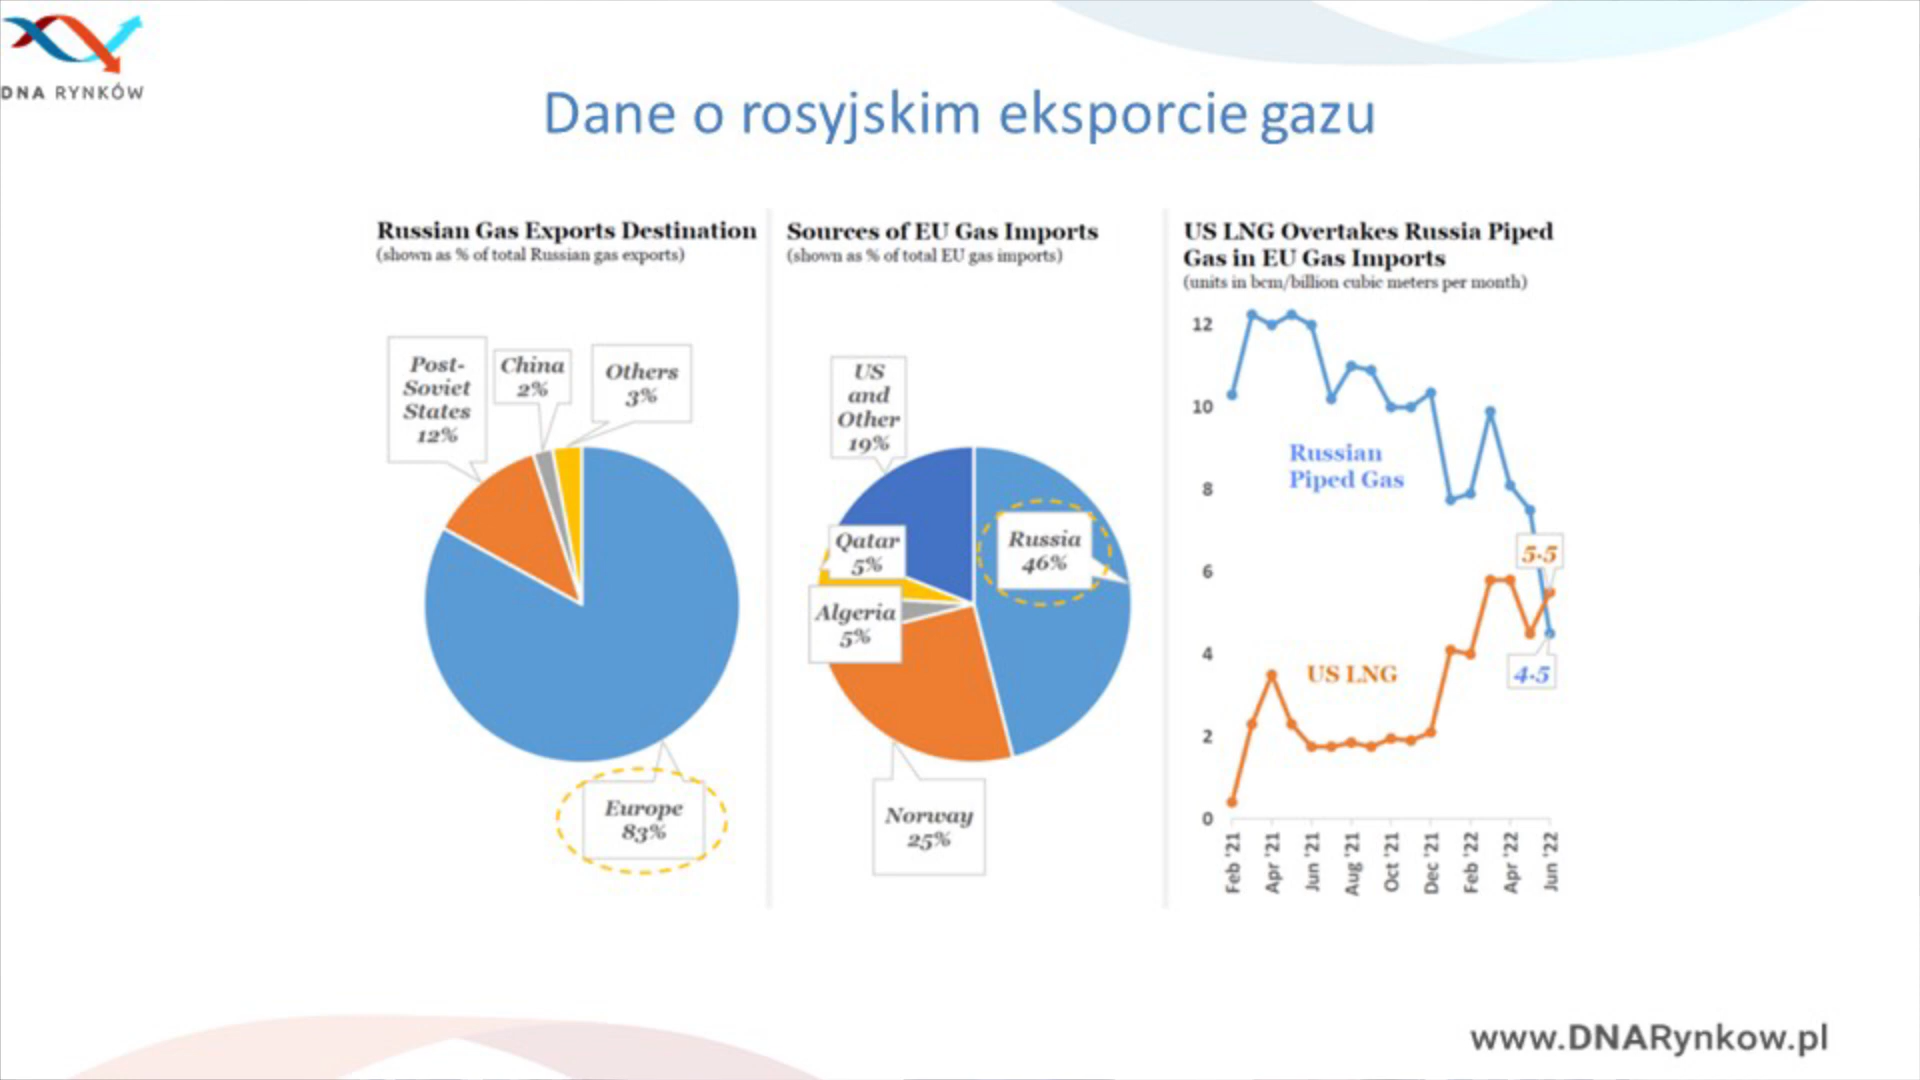 DNA RYNKÓW
Dane o rosyjskim eksporcie gazu
Russian Gas Exports Destination
(shown as % of total Russian gas exports)
Post-
Soviet
States
12%
China
2%
Others
3%
Europe
83%
Sources of EU Gas Imports
(shown as % of total EU gas imports)
US
and
Other
19%
Qatar
5%
Algeria
5%
Russia
46%
Norway
25%
US LNG Overtakes Russia Piped
Gas in EU Gas Imports
(units in bcm/billion cubic meters per month)
12
10
8
6
4
2
0
Russian
Piped Gas
US LNG
5.5
4.5
Feb '21
Apr '21
Jun '21
Aug '21
Oct '21
Dec '21
Feb '22
Apr '22
Jun '22
www.DNARynkow.pl